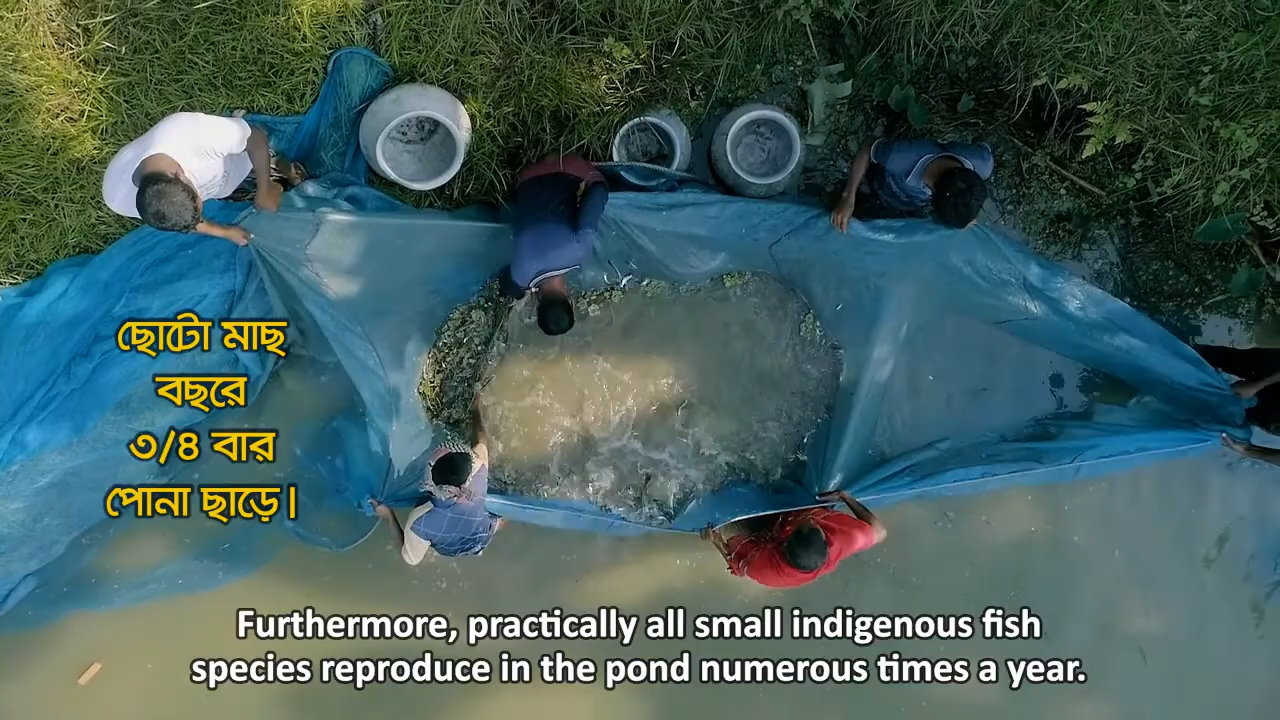 ছোটো মাছ
বছরে
৩/৪ বার
পোনা ছাড়ে।
Furthermore, practically all small indigenous fish
species reproduce in the pond numerous times a year.